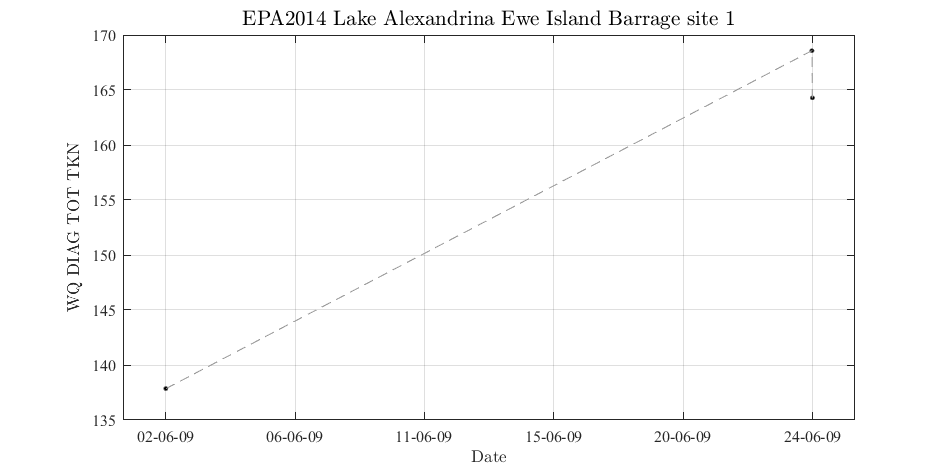 EPA2014 Lake Alexandrina Ewe Island Barrage site 1
170
165
160
155
150
145
140
135
WQ DIAG TOT TKN
02-06-09 06-06-09 11-06-09 15-06-09 20-06-09 24-06-09
Date